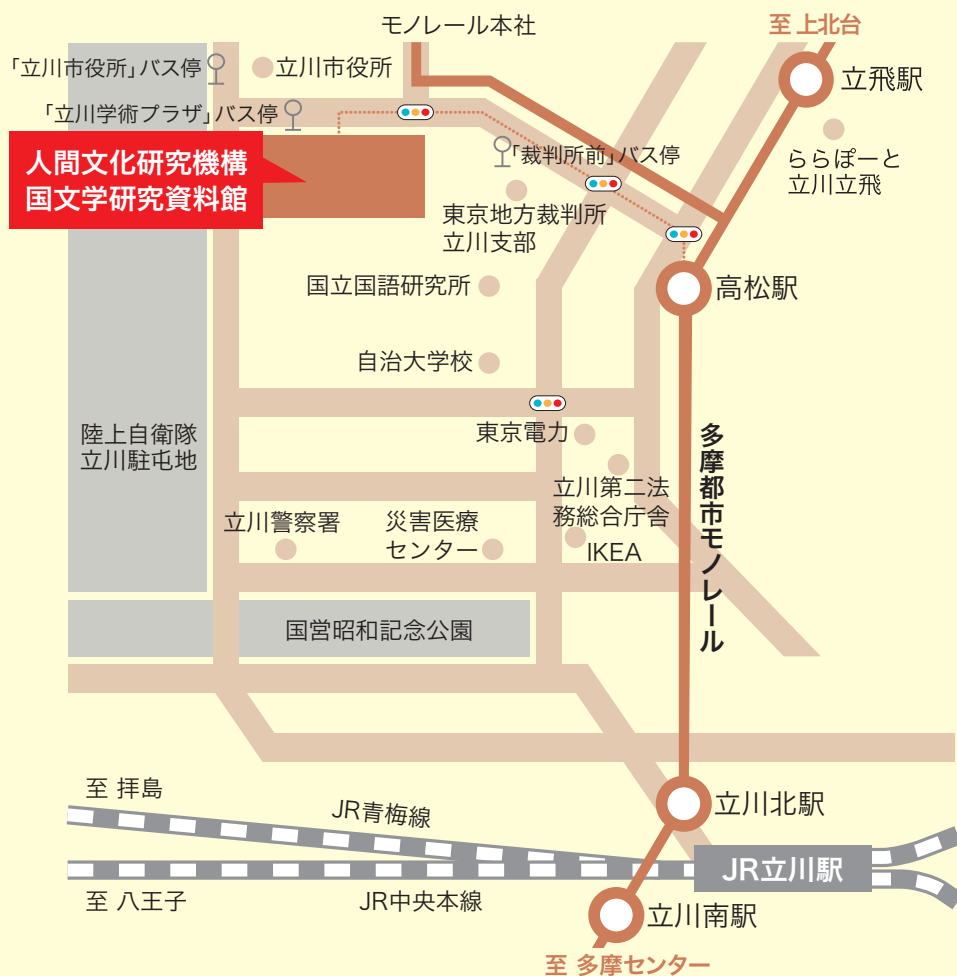 モノレール本社
至 上北台
「立川市役所」バス停
立川市役所
立飛駅
「立川学術プラザ」バス停
人間文化研究機構
国文学研究資料館
「裁判所前」バス停
ららぽーと
立川立飛
東京地方裁判所
立川支部
国立国語研究所
高松駅
自治大学校
陸上自衛隊
立川駐屯地
東京電力
多摩都市モノレール
立川第二法
務総合庁舎
立川警察署
災害医療
センター
IKEA
国営昭和記念公園
至 拝島
JR青梅線
立川北駅
JR立川駅
至 八王子
JR中央本線
立川南駅
至 多摩センター